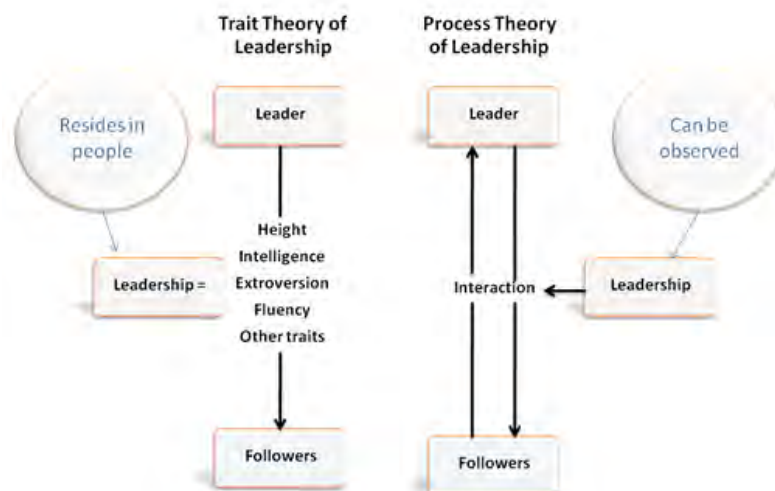 Trait Theory of
Leadership
Process Theory
of Leadership
Resides in
people
Leader
Leader
Can be
observed
Height
Intelligence
Extroversion
Fluency
Other traits
Leadership =
Interaction
Leadership
Followers
Followers